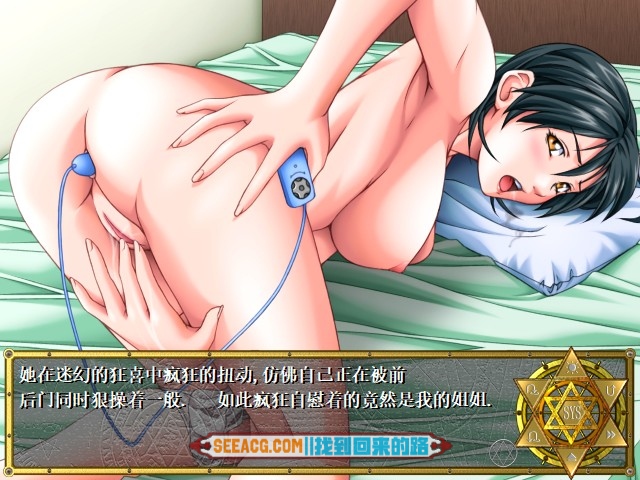 她在迷幻的狂喜中疯狂的扭动,仿佛自己正在被前
后门同时狠操着一般. 如此疯狂自慰着的竟然是我的姐姐.
SYS
SEEACG.COM||找到回来的路